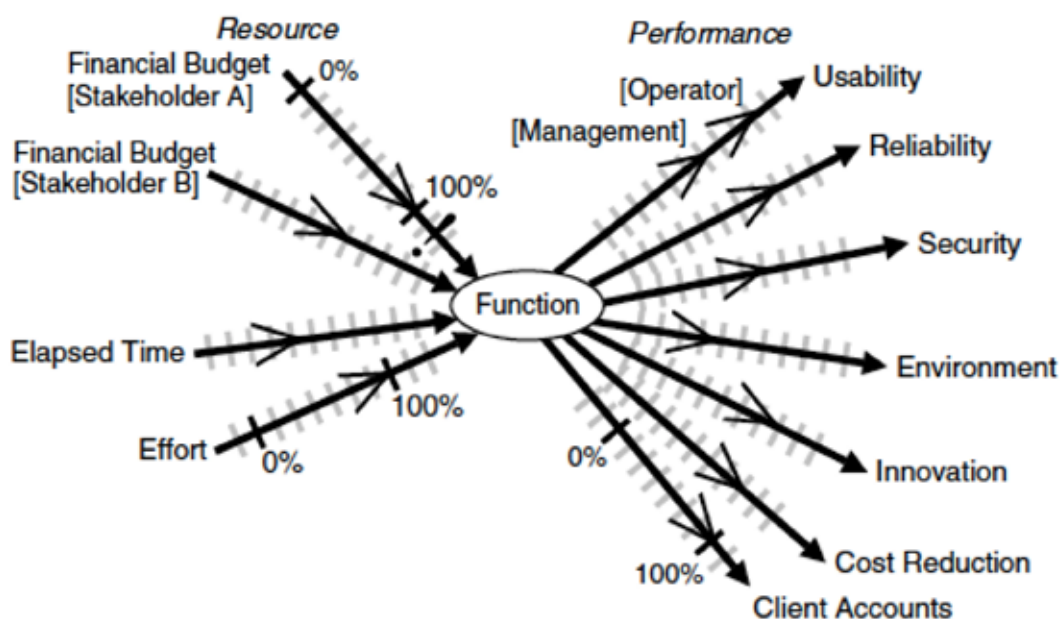 Resource
Financial Budget
[Stakeholder A]
0%
Financial Budget
[Stakeholder B]
100%
Elapsed Time
Effort
0%
100%
Function
Performance
[Operator]
[Management]
Usability
Reliability
Security
Environment
Innovation
Cost Reduction
Client Accounts
0%
100%